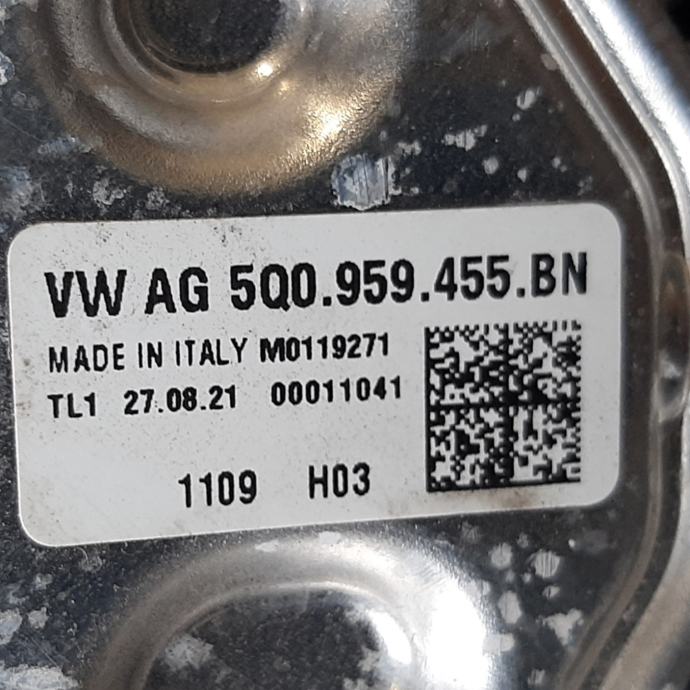 VW AG 5Q0.959.455.BN
MADE IN ITALY M0119271
TL1 27.08.21 00011041
1109 H03